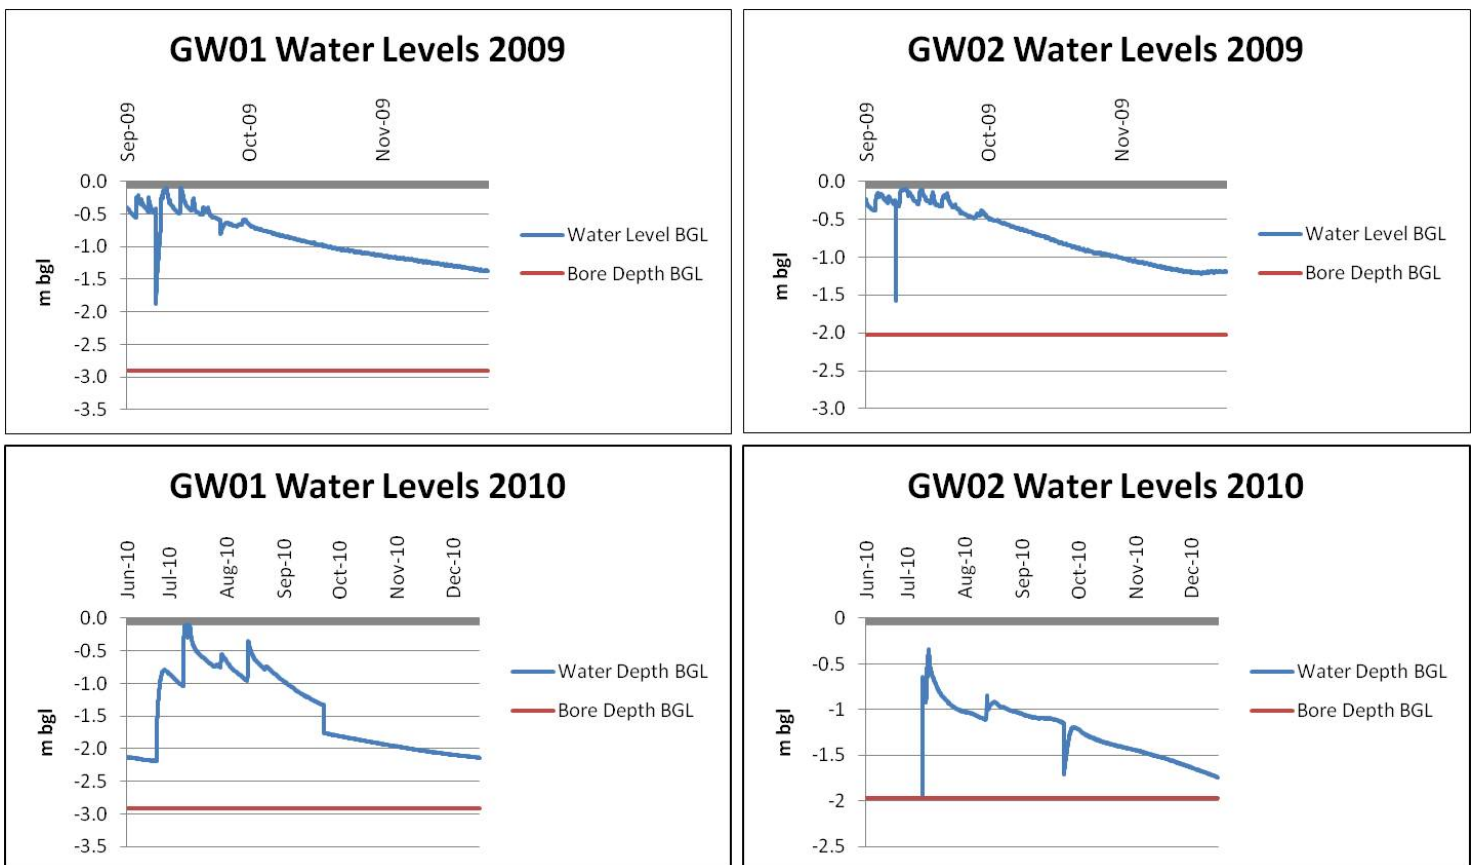 GW01 Water Levels 2009
Sep-09
Oct-09
Nov-09
0.0
-0.5
-1.0
-1.5
-2.0
-2.5
-3.0
-3.5
m bgl
Water Level BGL
Bore Depth BGL
GW02 Water Levels 2009
Sep-09
Oct-09
Nov-09
0.0
-0.5
-1.0
-1.5
-2.0
-2.5
-3.0
m bgl
Water Level BGL
Bore Depth BGL
GW01 Water Levels 2010
Jun-10
Jul-10
Aug-10
Sep-10
Oct-10
Nov-10
Dec-10
0.0
-0.5
-1.0
-1.5
-2.0
-2.5
-3.0
-3.5
m bgl
Water Depth BGL
Bore Depth BGL
GW02 Water Levels 2010
Jun-10
Jul-10
Aug-10
Sep-10
Oct-10
Nov-10
Dec-10
0
-0.5
-1
-1.5
-2
-2.5
m bgl
Water Depth BGL
Bore Depth BGL